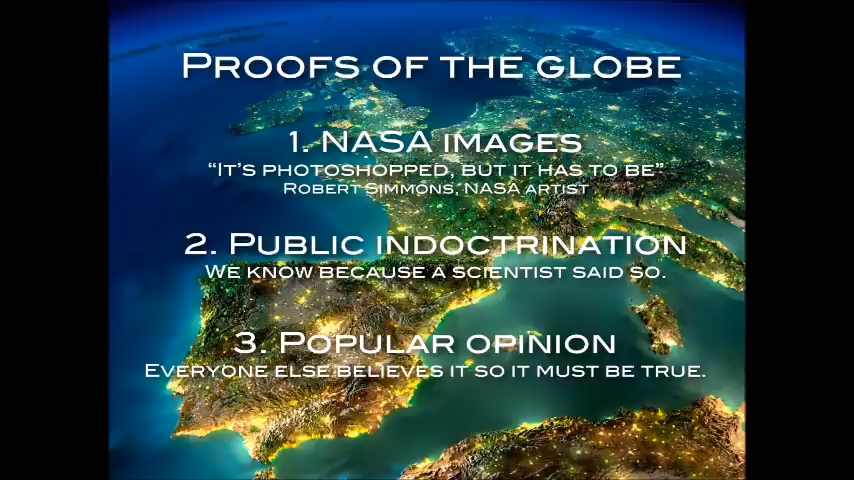 PROOFS OF THE GLOBE
1. NASA IMAGES
"IT'S PHOTOSHOPPED, BUT IT HAS TO BE"
ROBERT SIMMONS, NASA ARTIST
2. PUBLIC INDOCTRINATION
WE KNOW BECAUSE A SCIENTIST SAID SO.
3. POPULAR OPINION
EVERYONE ELSE BELIEVES IT SO IT MUST BE TRUE.